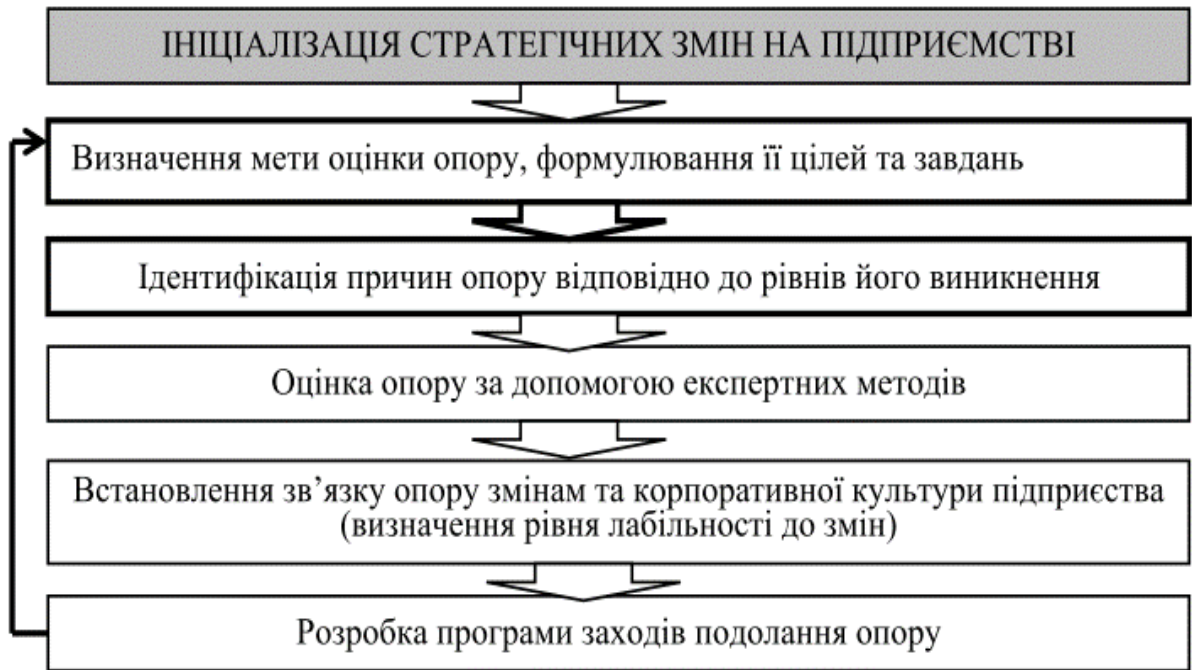 ІНІЦІАЛІЗАЦІЯ СТРАТЕГІЧНИХ ЗМІН НА ПІДПРИЄМСТВІ
Визначення мети оцінки опору, формулювання її цілей та завдань
Ідентифікація причин опору відповідно до рівнів його виникнення
Оцінка опору за допомогою експертних методів
Встановлення зв’язку опору змінам та корпоративної культури підприєства
(визначення рівня лабільності до змін)
Розробка програми заходів подолання опору